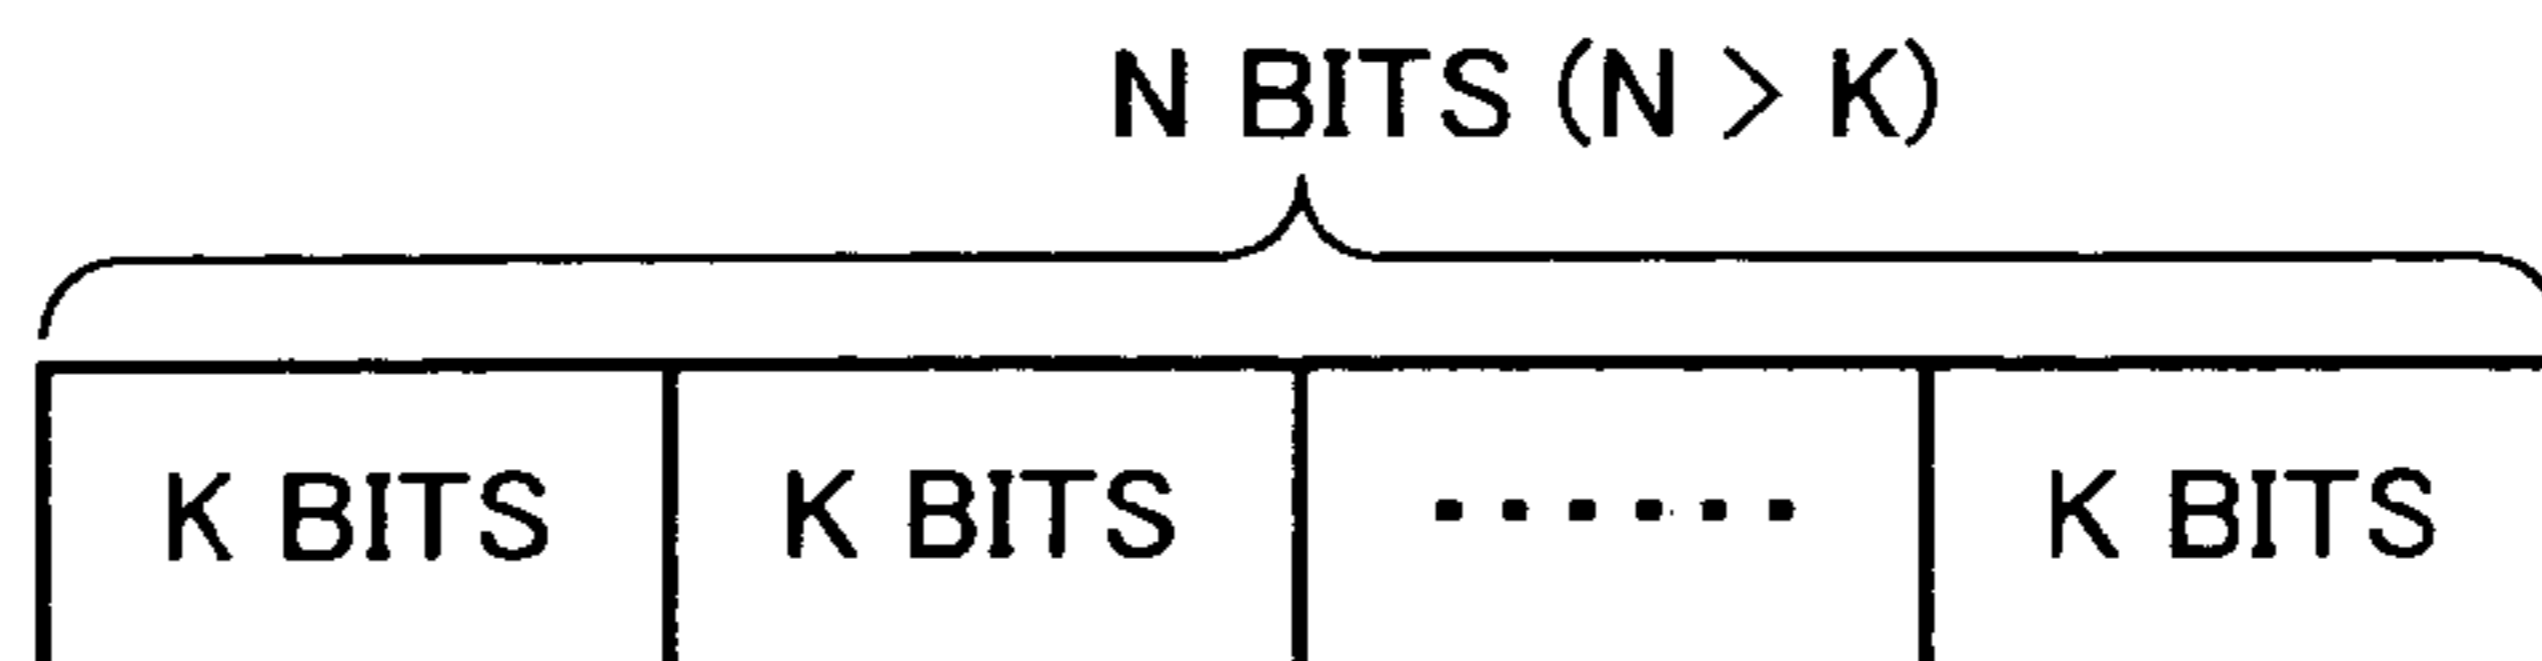 N BITS (N > K)
K BITS K BITS ...... K BITS